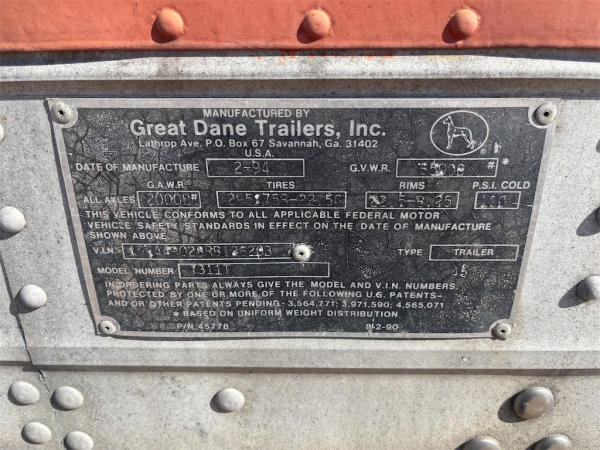 MANUFACTURED BY
Great Dane Trailers, Inc.
Lathrop Ave. P.O. Box 67 Savannah, Ga. 31402
U.S.A.
®
DATE OF MANUFACTURE 2-94 G.V.W.R. # *
G.A.W.R. TIRES RIMS P.S.I. COLD
ALL AXLES 20000#
THIS VEHICLE CONFORMS TO ALL APPLICABLE FEDERAL MOTOR
VEHICLE SAFETY STANDARDS IN EFFECT ON THE DATE OF MANUFACTURE
SHOWN ABOVE.
V.I.N. TYPE TRAILER
MODEL NUMBER 45
IN ORDERING PARTS ALWAYS GIVE THE MODEL AND V.I.N. NUMBERS.
PROTECTED BY ONE OR MORE OF THE FOLLOWING U.S. PATENTS-
AND OR OTHER PATENTS PENDING - 3,564,771; 3,971,590; 4,565,071
* BASED ON UNIFORM WEIGHT DISTRIBUTION
P/N 4577B 8-2-90